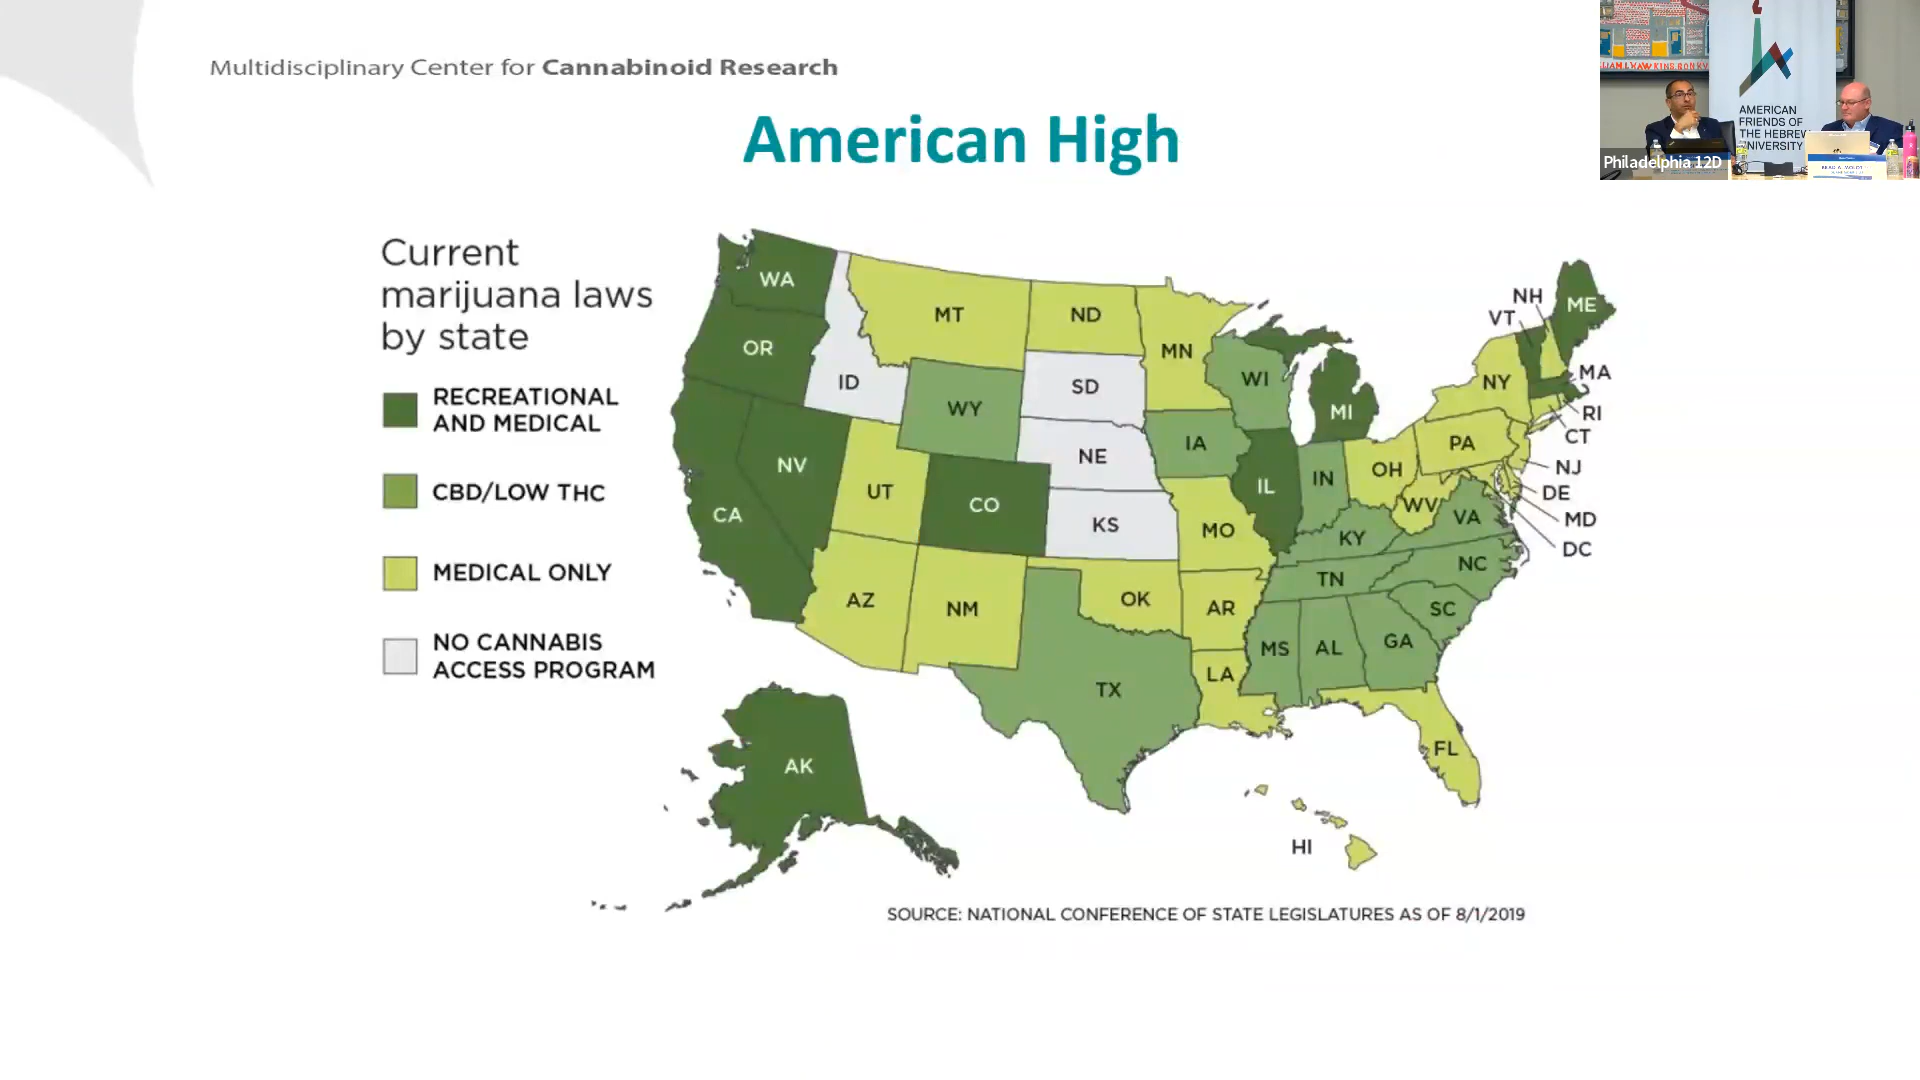 Multidisciplinary Center for Cannabinoid Research
American High
Current
marijuana laws
by state
RECREATIONAL
AND MEDICAL
CBD/LOW THC
MEDICAL ONLY
NO CANNABIS
ACCESS PROGRAM
WA
OR
CA
NV
ID
MT
WY
UT
CO
AZ
NM
ND
SD
NE
KS
OK
TX
MN
IA
MO
AR
LA
WI
IL
MI
IN
OH
KY
TN
MS
AL
GA
FL
SC
NC
VA
WV
PA
NY
VT
NH
ME
MA
RI
CT
NJ
DE
MD
DC
AK
HI
SOURCE: NATIONAL CONFERENCE OF STATE LEGISLATURES AS OF 8/1/2019
AMERICAN
FRIENDS OF
THE HEBREW
UNIVERSITY
Philadelphia 12D